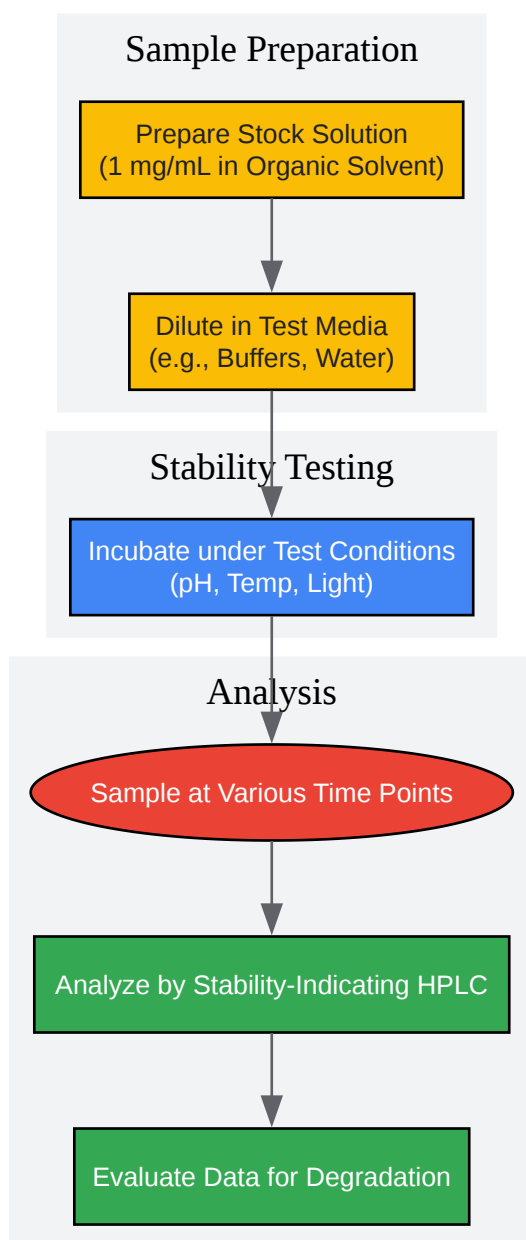 Sample Preparation
Prepare Stock Solution
(1 mg/mL in Organic Solvent)
Dilute in Test Media
(e.g., Buffers, Water)
Stability Testing
Incubate under Test Conditions
(pH, Temp, Light)
Analysis
Sample at Various Time Points
Analyze by Stability-Indicating HPLC
Evaluate Data for Degradation